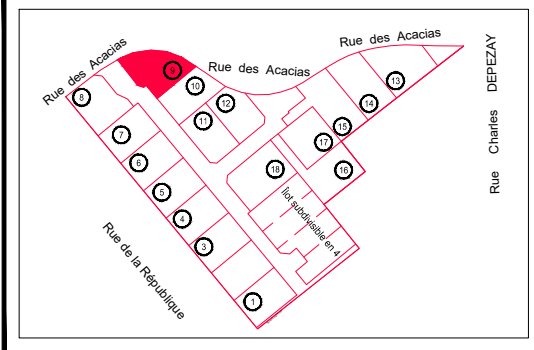 Rue des Acacias
Rue des Acacias
Rue des Acacias
Rue Charles DEPEZAY
9
8
10
12
11
13
14
15
17
16
18
7
6
5
4
3
1
Îlot subdivisible en 4
Rue de la République